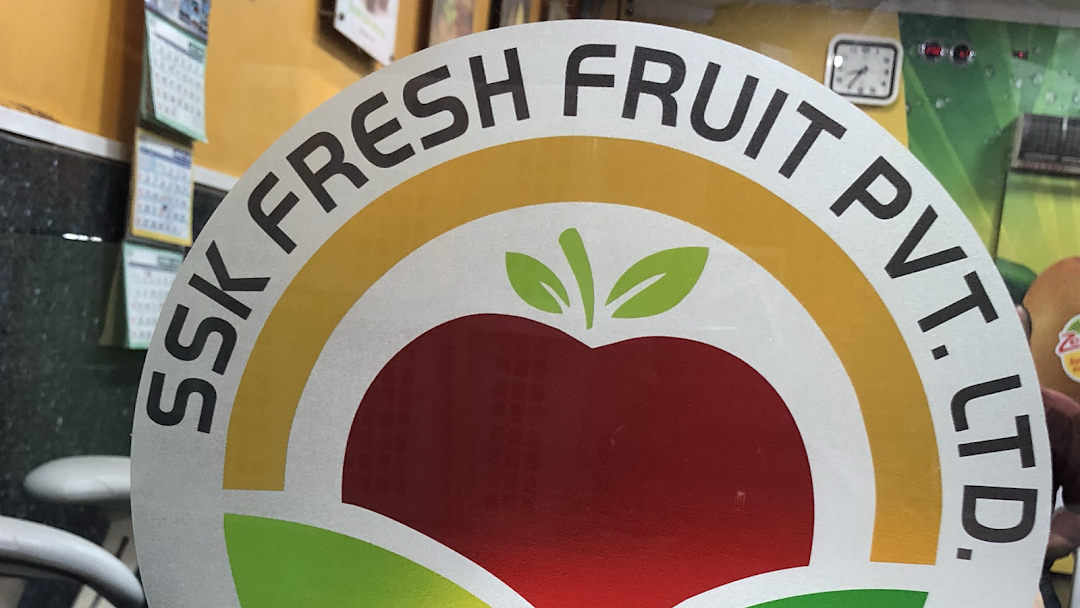 SSK FRESH FRUIT PVT. LTD.